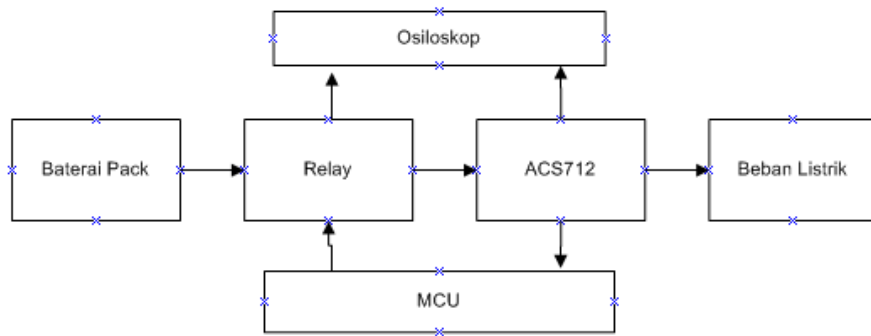 Osiloskop
Baterai Pack
Relay
ACS712
Beban Listrik
MCU